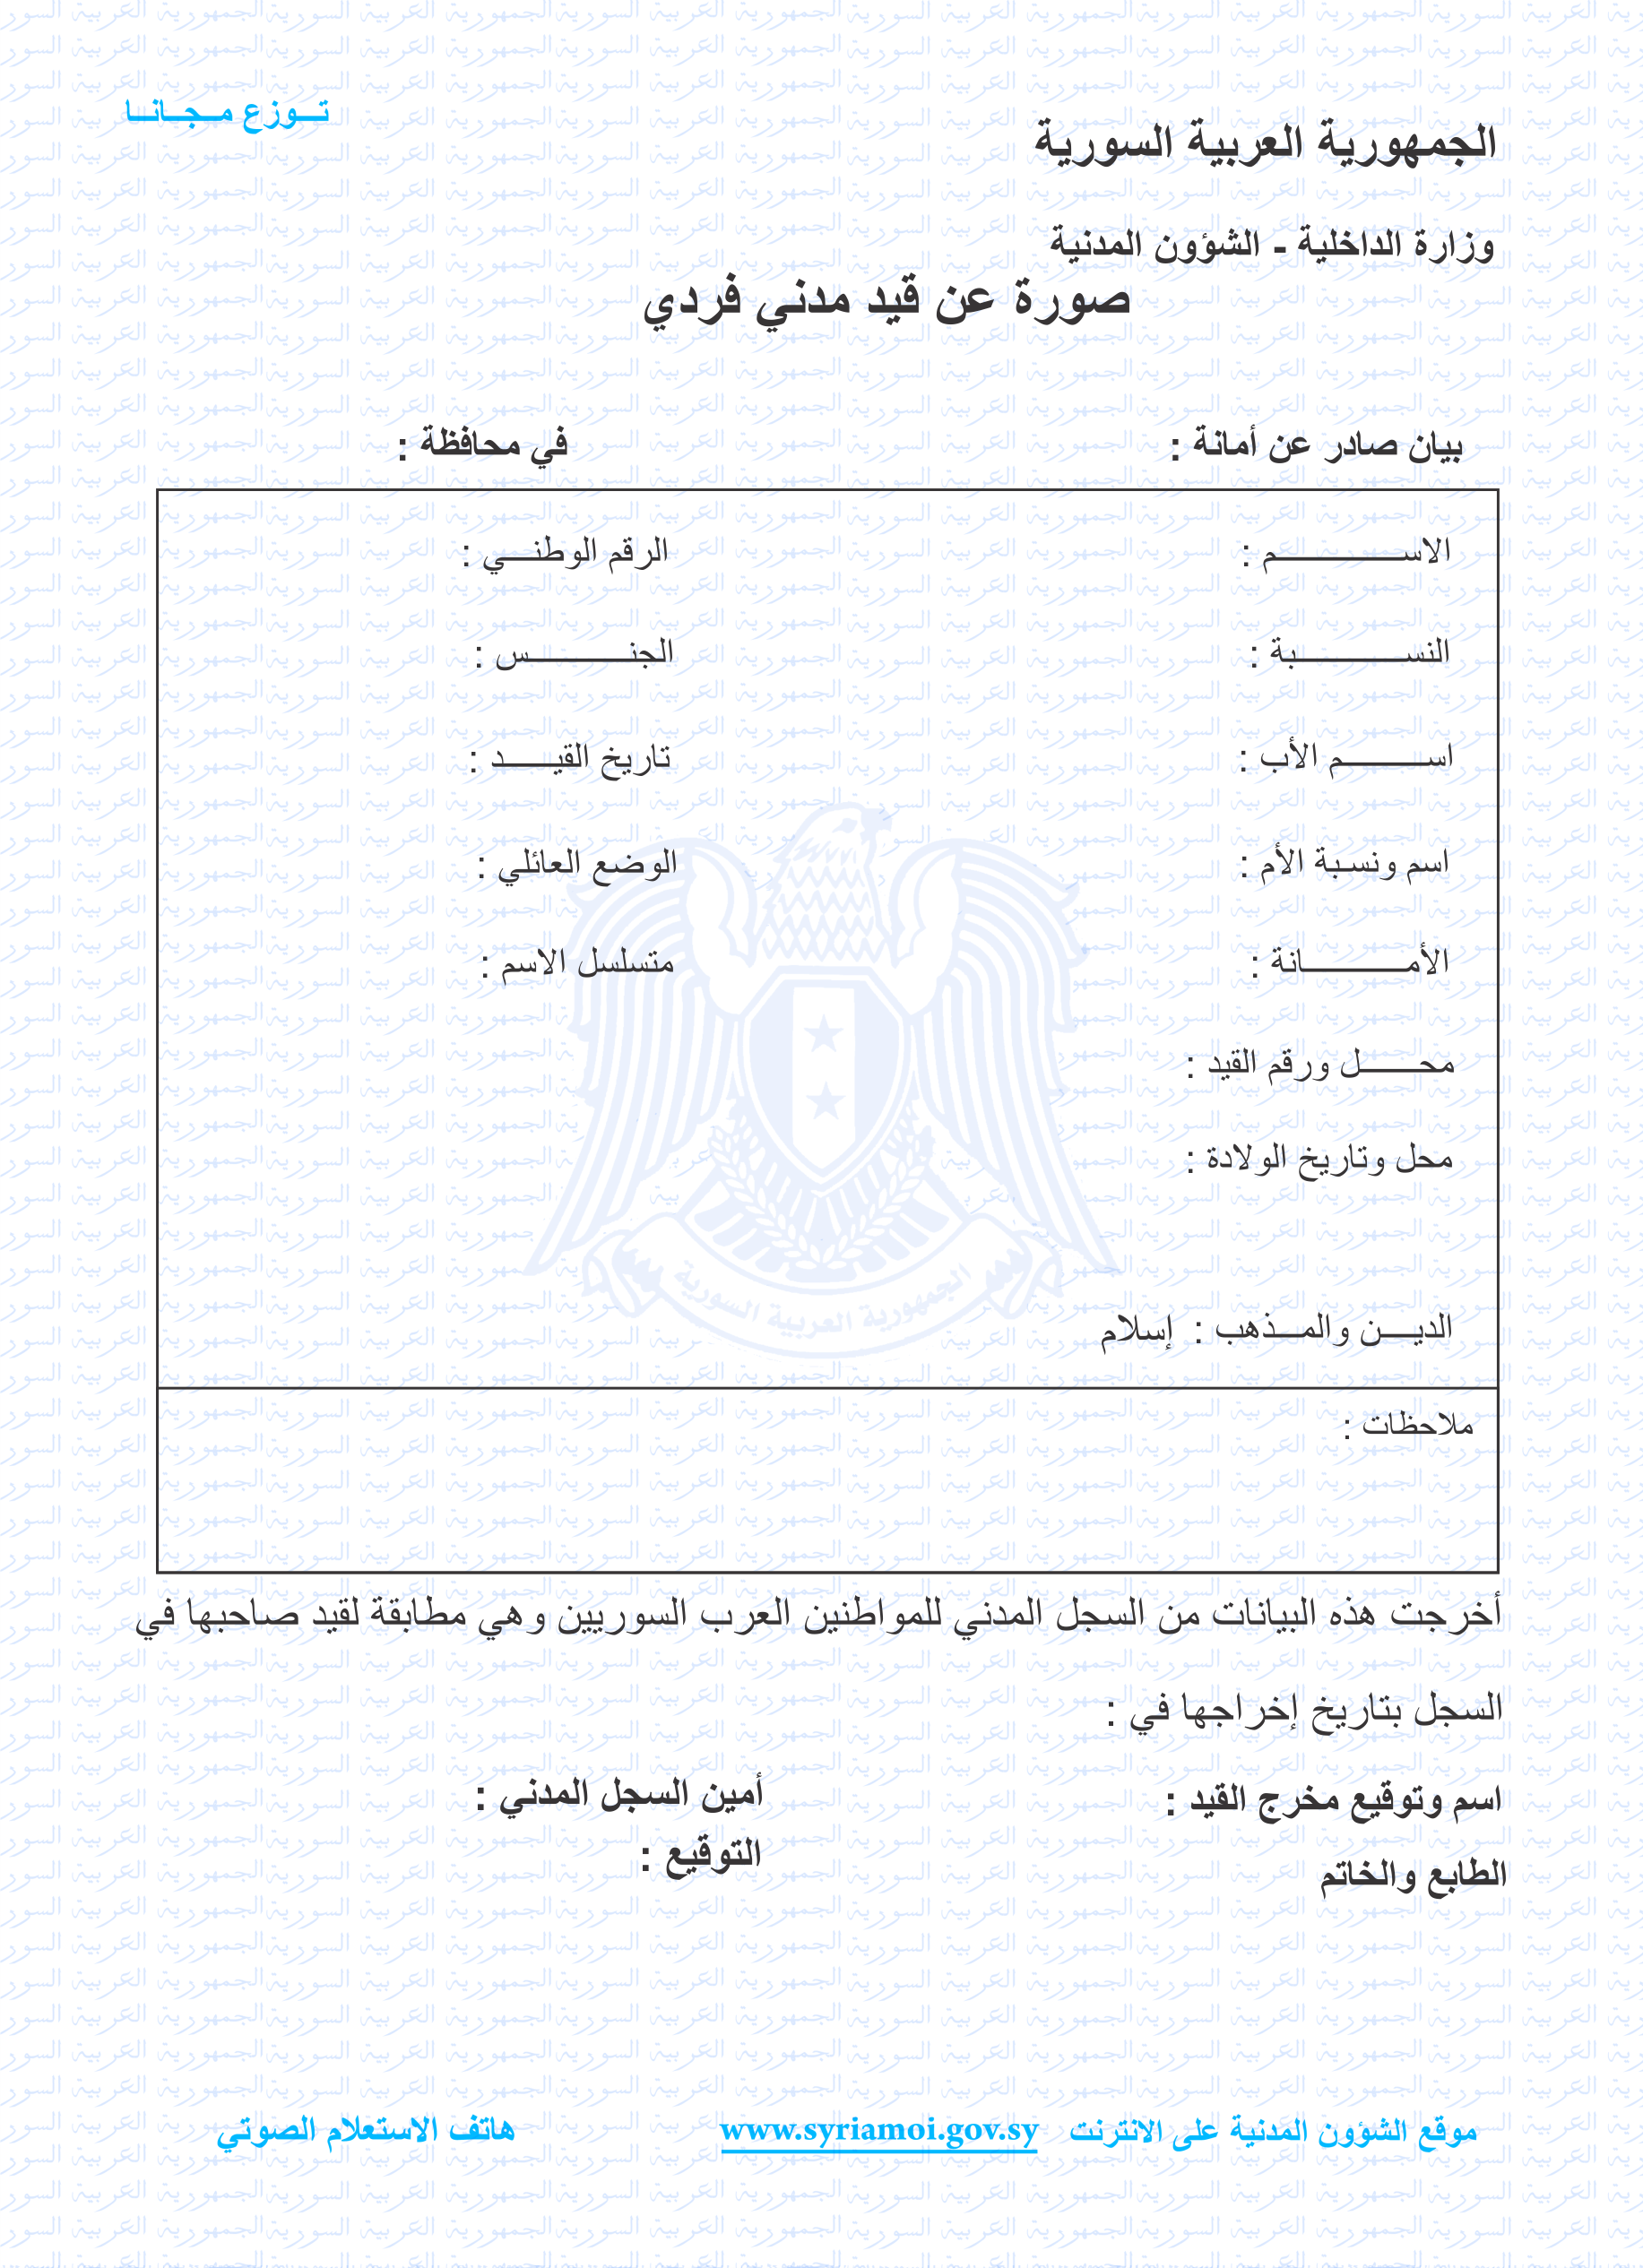 توزع مجانا
الجمهورية العربية السورية
وزارة الداخلية - الشؤون المدنية
صورة عن قيد مدني فردي
بيان صادر عن أمانة : في محافظة :
الاسم : الرقم الوطني :
النسبة : الجنس :
اسم الأب : تاريخ القيد :
اسم ونسبة الأم : الوضع العائلي :
الأمانة : متسلسل الاسم :
محل ورقم القيد :
محل وتاريخ الولادة :
الجمهورية العربية السورية
الدين والمذهب : إسلام
ملاحظات :
أخرجت هذه البيانات من السجل المدني للمواطنين العرب السوريين وهي مطابقة لقيد صاحبها في
السجل بتاريخ إخراجها في :
اسم وتوقيع مخرج القيد : أمين السجل المدني :
الطابع والخاتم التوقيع :
موقع الشؤون المدنية على الانترنت www.syriamoi.gov.sy هاتف الاستعلام الصوتي